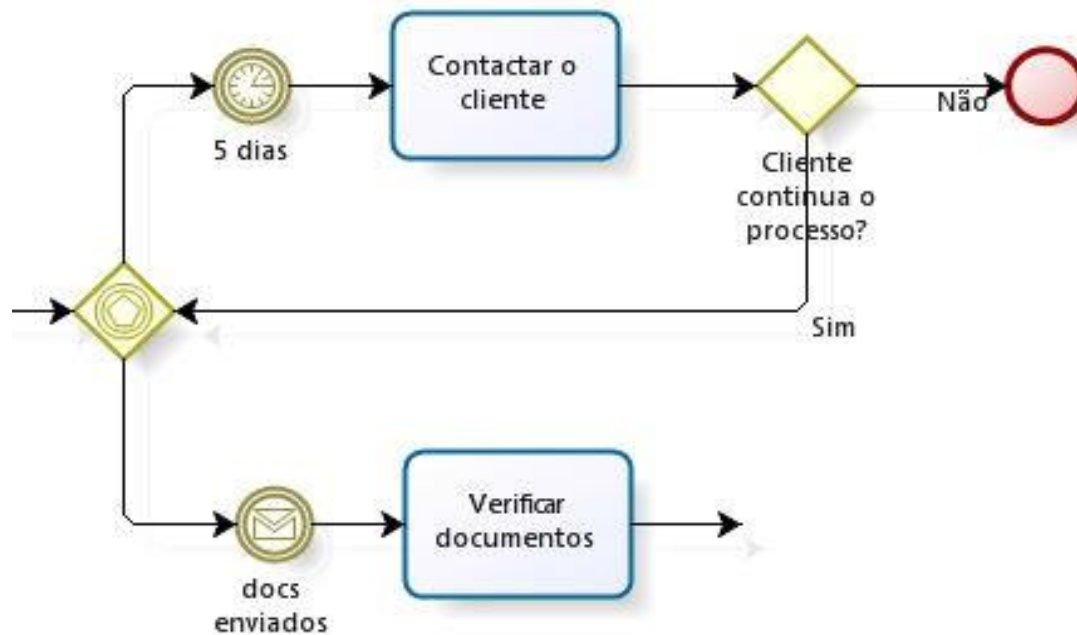 Contactar o
cliente
Não
5 dias
Cliente
continua o
processo?
Sim
Verificar
documentos
docs
enviados